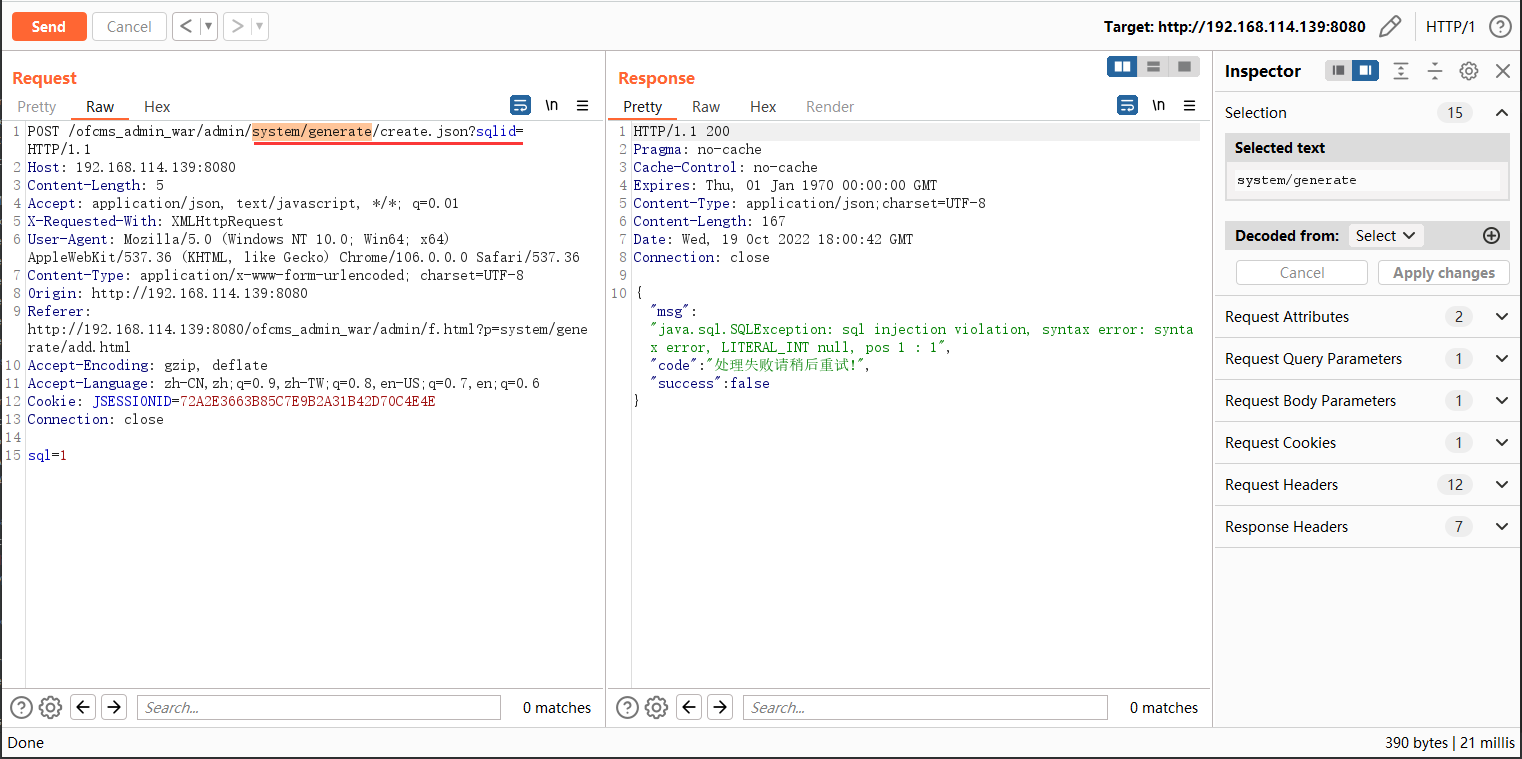 Send
Cancel
Target: http://192.168.114.139:8080
HTTP/1
Request
Pretty
Raw
Hex
\n
1 POST /ofcms_admin_war/admin/system/generate/create.json?sqlid=
HTTP/1.1
2 Host: 192.168.114.139:8080
3 Content-Length: 5
4 Accept: application/json, text/javascript, */*; q=0.01
5 X-Requested-With: XMLHttpRequest
6 User-Agent: Mozilla/5.0 (Windows NT 10.0; Win64; x64)
AppleWebKit/537.36 (KHTML, like Gecko) Chrome/106.0.0.0 Safari/537.36
7 Content-Type: application/x-www-form-urlencoded; charset=UTF-8
8 Origin: http://192.168.114.139:8080
9 Referer:
http://192.168.114.139:8080/ofcms_admin_war/admin/f.html?p=system/gene
rate/add.html
10 Accept-Encoding: gzip, deflate
11 Accept-Language: zh-CN,zh;q=0.9,zh-TW;q=0.8,en-US;q=0.7,en;q=0.6
12 Cookie: JSESSIONID=72A2E3663B85C7E9B2A31B42D70C4E4E
13 Connection: close
14
15 sql=1
Search...
0 matches
Response
Pretty
Raw
Hex
Render
\n
1 HTTP/1.1 200
2 Pragma: no-cache
3 Cache-Control: no-cache
4 Expires: Thu, 01 Jan 1970 00:00:00 GMT
5 Content-Type: application/json;charset=UTF-8
6 Content-Length: 167
7 Date: Wed, 19 Oct 2022 18:00:42 GMT
8 Connection: close
9
10 {
"msg":
"java.sql.SQLException: sql injection violation, syntax error: synta
x error, LITERAL_INT null, pos 1 : 1",
"code":"处理失败请稍后重试!",
"success":false
}
Search...
0 matches
Inspector
Selection
15
Selected text
system/generate
Decoded from:
Select
Cancel
Apply changes
Request Attributes
2
Request Query Parameters
1
Request Body Parameters
1
Request Cookies
1
Request Headers
12
Response Headers
7
Done
390 bytes | 21 millis